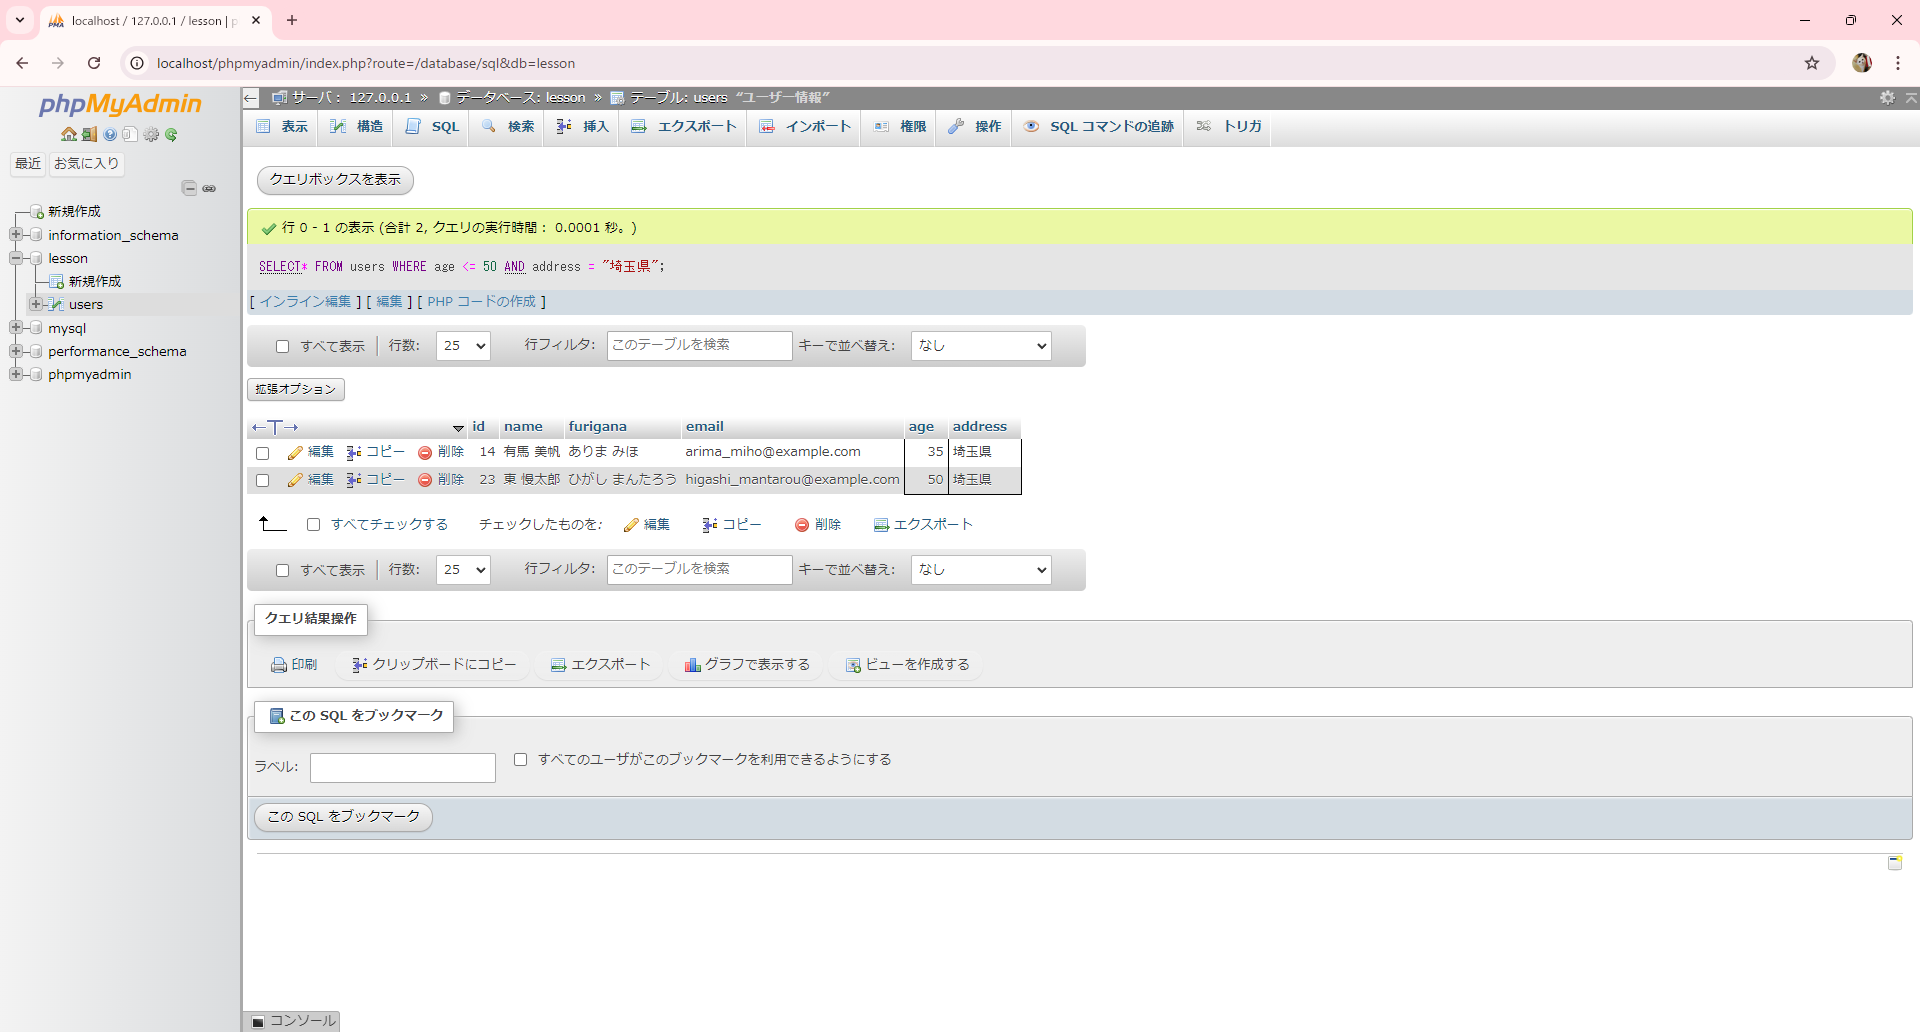 localhost / 127.0.0.1 / lesson | p
localhost/phpmyadmin/index.php?route=/database/sql&db=lesson
phpMyAdmin
最近 お気に入り
新規作成
information_schema
lesson
新規作成
users
mysql
performance_schema
phpmyadmin
サーバ: 127.0.0.1 » データベース: lesson » テーブル: users “ユーザー情報”
表示 構造 SQL 検索 挿入 エクスポート インポート 権限 操作 SQL コマンドの追跡 トリガ
クエリボックスを表示
行 0 - 1 の表示 (合計 2, クエリの実行時間： 0.0001 秒。)
SELECT* FROM users WHERE age <= 50 AND address = "埼玉県";
[ インライン編集 ] [ 編集 ] [ PHP コードの作成 ]
すべて表示 行数: 25 行フィルタ: このテーブルを検索 キーで並べ替え: なし
拡張オプション
←T→ id name furigana email age address
編集 コピー 削除 14 有馬 美帆 ありま みほ arima_miho@example.com 35 埼玉県
編集 コピー 削除 23 東 慢太郎 ひがし まんたろう higashi_mantarou@example.com 50 埼玉県
すべてチェックする チェックしたものを: 編集 コピー 削除 エクスポート
すべて表示 行数: 25 行フィルタ: このテーブルを検索 キーで並べ替え: なし
クエリ結果操作
印刷 クリップボードにコピー エクスポート グラフで表示する ビューを作成する
この SQL をブックマーク
ラベル: すべてのユーザがこのブックマークを利用できるようにする
この SQL をブックマーク
コンソール